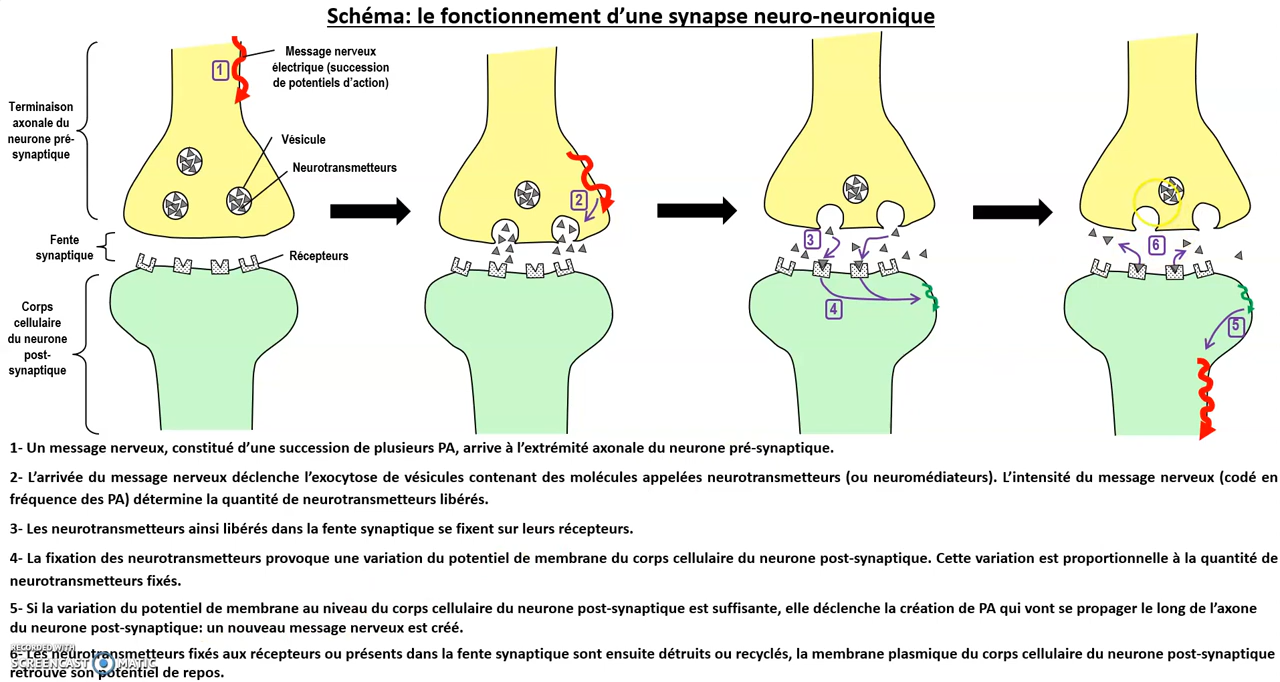 Schéma: le fonctionnement d’une synapse neuro-neuronique
Message nerveux
électrique (succession
de potentiels d’action)
1
Terminaison
axonale du
neurone pré-
synaptique
Vésicule
Neurotransmetteurs
2
Fente
synaptique
Récepteurs
3
6
4
5
Corps
cellulaire
du neurone
post-
synaptique
1- Un message nerveux, constitué d’une succession de plusieurs PA, arrive à l’extrémité axonale du neurone pré-synaptique.
2- L’arrivée du message nerveux déclenche l’exocytose de vésicules contenant des molécules appelées neurotransmetteurs (ou neuromédiateurs). L’intensité du message nerveux (codé en
fréquence des PA) détermine la quantité de neurotransmetteurs libérés.
3- Les neurotransmetteurs ainsi libérés dans la fente synaptique se fixent sur leurs récepteurs.
4- La fixation des neurotransmetteurs provoque une variation du potentiel de membrane du corps cellulaire du neurone post-synaptique. Cette variation est proportionnelle à la quantité de
neurotransmetteurs fixés.
5- Si la variation du potentiel de membrane au niveau du corps cellulaire du neurone post-synaptique est suffisante, elle déclenche la création de PA qui vont se propager le long de l’axone
du neurone post-synaptique: un nouveau message nerveux est créé.
6- Les neurotransmetteurs fixés aux récepteurs ou présents dans la fente synaptique sont ensuite détruits ou recyclés, la membrane plasmique du corps cellulaire du neurone post-synaptique
retrouve son potentiel de repos.
RECORDED WITH
SCREENCAST MATIC